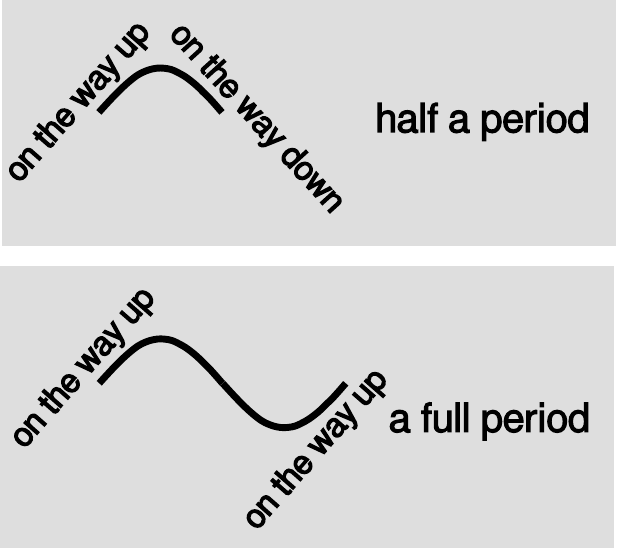 on the way up
on the way down
half a period
on the way up
on the way up
a full period